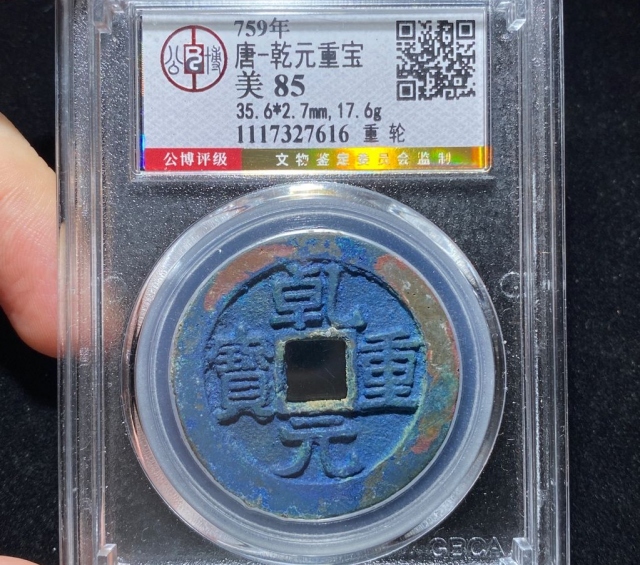 759年
公博
唐-乾元重宝
美 85
35.6*2.7mm,17.6g
1117327616 重 轮
公博评级 文物鉴定委员会监制
乾
寶 重
元
GBCA